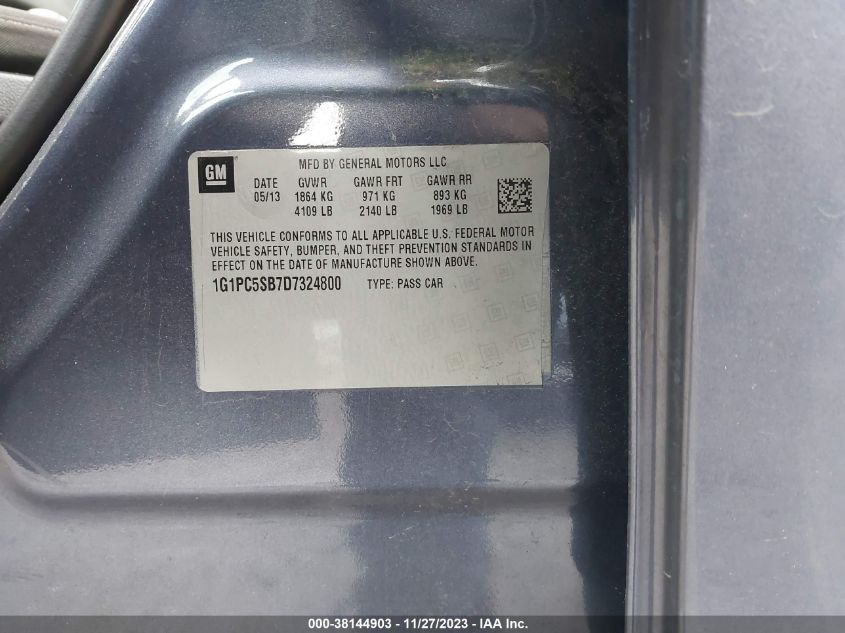 GM
MFD BY GENERAL MOTORS LLC
DATE GVWR GAWR FRT GAWR RR
05/13 1864 KG 971 KG 893 KG
4109 LB 2140 LB 1969 LB
THIS VEHICLE CONFORMS TO ALL APPLICABLE U.S. FEDERAL MOTOR
VEHICLE SAFETY, BUMPER, AND THEFT PREVENTION STANDARDS IN
EFFECT ON THE DATE OF MANUFACTURE SHOWN ABOVE.
1G1PC5SB7D7324800 TYPE: PASS CAR
000-38144903 - 11/27/2023 - IAA Inc.